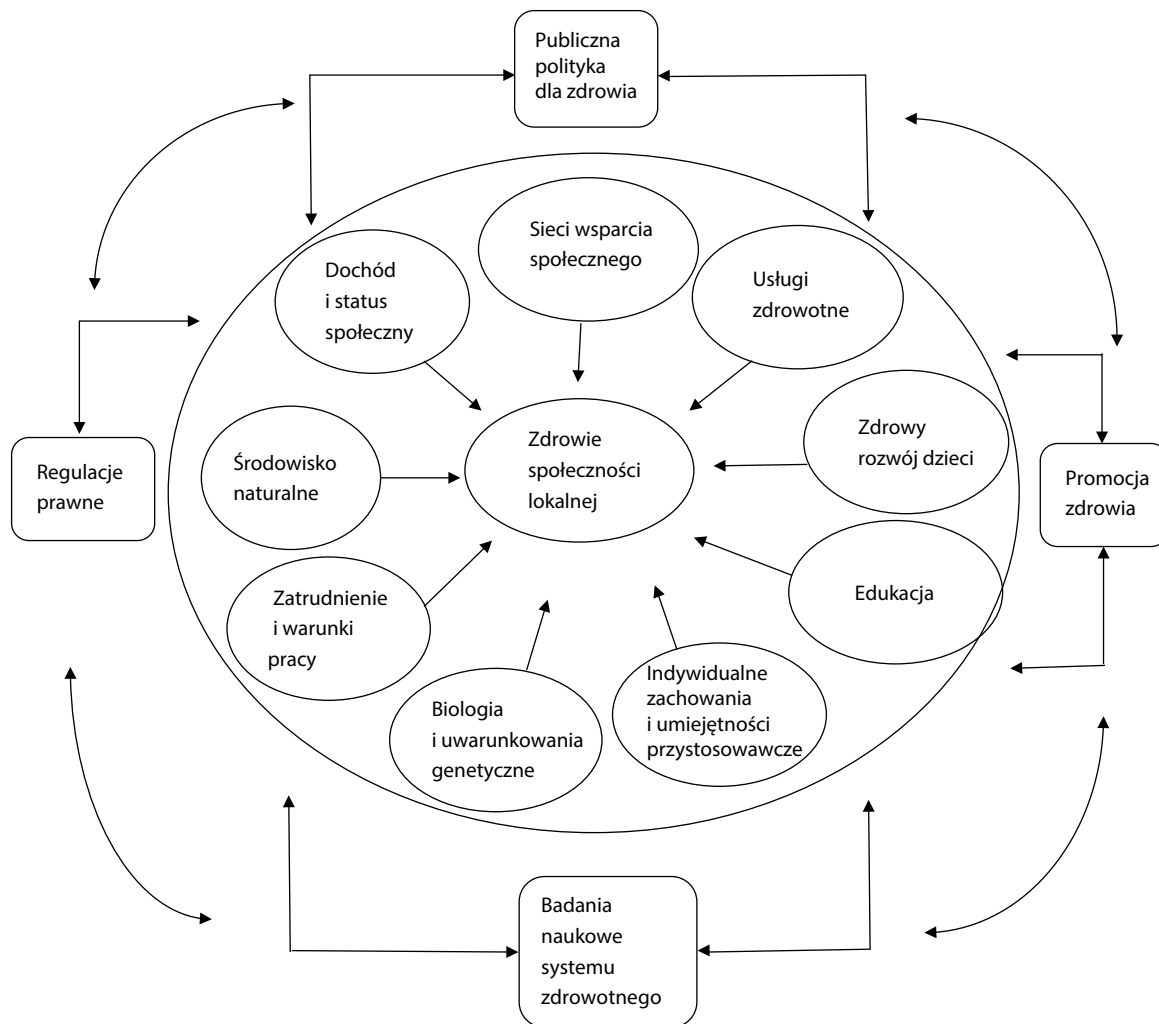 Publiczna
polityka
dla zdrowia
Sieci wsparcia
społecznego
Dochód
i status
społeczny
Usługi
zdrowotne
Zdrowie
społeczności
lokalnej
Zdrowy
rozwój dzieci
Środowisko
naturalne
Regulacje
prawne
Promocja
zdrowia
Zatrudnienie
i warunki
pracy
Edukacja
Biologia
i uwarunkowania
genetyczne
Indywidualne
zachowania
i umiejętności
przystosowawcze
Badania
naukowe
systemu
zdrowotnego